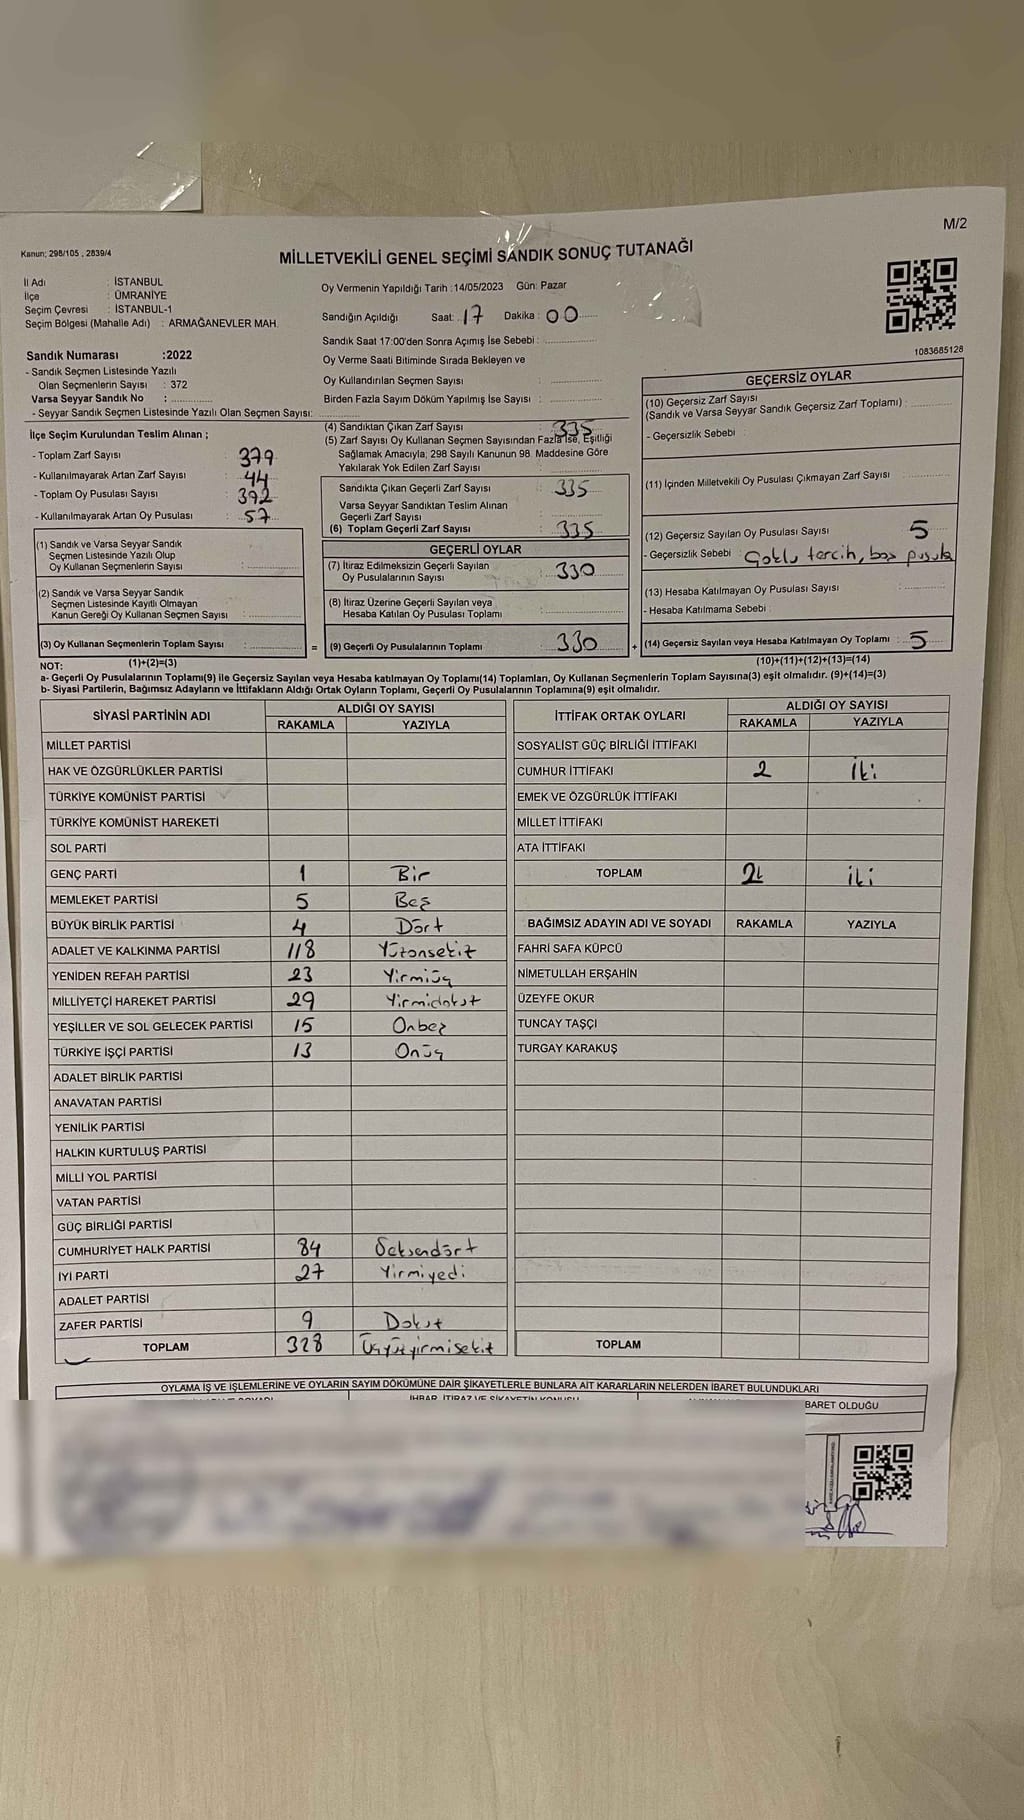 M/2
Kanun; 298/105 , 2839/4
MİLLETVEKİLİ GENEL SEÇİMİ SANDIK SONUÇ TUTANAĞI
İl Adı : İSTANBUL
İlçe : ÜMRANİYE
Seçim Çevresi : İSTANBUL-1
Seçim Bölgesi (Mahalle Adı) : ARMAĞANEVLER MAH.
Oy Vermenin Yapıldığı Tarih :14/05/2023 Gün: Pazar
Sandığın Açıldığı Saat: 17 Dakika : 00
Sandık Saat 17:00'den Sonra Açımış İse Sebebi :
Oy Verme Saati Bitiminde Sırada Bekleyen ve
Oy Kullandırılan Seçmen Sayısı :
Birden Fazla Sayım Döküm Yapılmış İse Sayısı :
1083685128
Sandık Numarası :2022
- Sandık Seçmen Listesinde Yazılı
Olan Seçmenlerin Sayısı : 372
Varsa Seyyar Sandık No :
- Seyyar Sandık Seçmen Listesinde Yazılı Olan Seçmen Sayısı:
İlçe Seçim Kurulundan Teslim Alınan ;
- Toplam Zarf Sayısı : 379
- Kullanılmayarak Artan Zarf Sayısı : 44
- Toplam Oy Pusulası Sayısı : 392
- Kullanılmayarak Artan Oy Pusulası : 57
(1) Sandık ve Varsa Seyyar Sandık
Seçmen Listesinde Yazılı Olup
Oy Kullanan Seçmenlerin Sayısı :
(2) Sandık ve Varsa Seyyar Sandık
Seçmen Listesinde Kayıtlı Olmayan
Kanun Gereği Oy Kullanan Seçmen Sayısı :
(3) Oy Kullanan Seçmenlerin Toplam Sayısı :
(4) Sandıktan Çıkan Zarf Sayısı : 335
(5) Zarf Sayısı Oy Kullanan Seçmen Sayısından Fazla İse, Eşitliği
Sağlamak Amacıyla; 298 Sayılı Kanunun 98. Maddesine Göre
Yakılarak Yok Edilen Zarf Sayısı :
Sandıkta Çıkan Geçerli Zarf Sayısı : 335
Varsa Seyyar Sandıktan Teslim Alınan
Geçerli Zarf Sayısı :
(6) Toplam Geçerli Zarf Sayısı : 335
GEÇERLİ OYLAR
(7) İtiraz Edilmeksizin Geçerli Sayılan
Oy Pusulalarının Sayısı : 330
(8) İtiraz Üzerine Geçerli Sayılan veya
Hesaba Katılan Oy Pusulası Toplamı :
= (9) Geçerli Oy Pusulalarının Toplamı : 330
GEÇERSİZ OYLAR
(10) Geçersiz Zarf Sayısı
(Sandık ve Varsa Seyyar Sandık Geçersiz Zarf Toplamı) :
- Geçersizlik Sebebi :
(11) İçinden Milletvekili Oy Pusulası Çıkmayan Zarf Sayısı :
(12) Geçersiz Sayılan Oy Pusulası Sayısı : 5
- Geçersizlik Sebebi : Çoklu tercih, boş pusula
(13) Hesaba Katılmayan Oy Pusulası Sayısı :
- Hesaba Katılmama Sebebi :
+ (14) Geçersiz Sayılan veya Hesaba Katılmayan Oy Toplamı : 5
NOT: (1)+(2)=(3) (10)+(11)+(12)+(13)=(14)
a- Geçerli Oy Pusulalarının Toplamı(9) ile Geçersiz Sayılan veya Hesaba katılmayan Oy Toplamı(14) Toplamları, Oy Kullanan Seçmenlerin Toplam Sayısına(3) eşit olmalıdır. (9)+(14)=(3)
b- Siyasi Partilerin, Bağımsız Adayların ve İttifakların Aldığı Ortak Oyların Toplamı, Geçerli Oy Pusulalarının Toplamına(9) eşit olmalıdır.
SİYASİ PARTİNİN ADI ALDIĞI OY SAYISI
RAKAMLA YAZIYLA
MİLLET PARTİSİ
HAK VE ÖZGÜRLÜKLER PARTİSİ
TÜRKİYE KOMÜNİST PARTİSİ
TÜRKİYE KOMÜNİST HAREKETİ
SOL PARTİ
GENÇ PARTİ 1 Bir
MEMLEKET PARTİSİ 5 Beş
BÜYÜK BİRLİK PARTİSİ 4 Dört
ADALET VE KALKINMA PARTİSİ 118 Yüzonsekiz
YENİDEN REFAH PARTİSİ 23 Yirmiüç
MİLLİYETÇİ HAREKET PARTİSİ 29 Yirmidokuz
YEŞİLLER VE SOL GELECEK PARTİSİ 15 Onbeş
TÜRKİYE İŞÇİ PARTİSİ 13 Onüç
ADALET BİRLİK PARTİSİ
ANAVATAN PARTİSİ
YENİLİK PARTİSİ
HALKIN KURTULUŞ PARTİSİ
MİLLİ YOL PARTİSİ
VATAN PARTİSİ
GÜÇ BİRLİĞİ PARTİSİ
CUMHURİYET HALK PARTİSİ 84 Seksendört
İYİ PARTİ 27 Yirmiyedi
ADALET PARTİSİ
ZAFER PARTİSİ 9 Dokuz
TOPLAM 328 Üçyüzyirmisekiz
İTTİFAK ORTAK OYLARI ALDIĞI OY SAYISI
RAKAMLA YAZIYLA
SOSYALİST GÜÇ BİRLİĞİ İTTİFAKI
CUMHUR İTTİFAKI 2 İki
EMEK VE ÖZGÜRLÜK İTTİFAKI
MİLLET İTTİFAKI
ATA İTTİFAKI
TOPLAM 2 iki
BAĞIMSIZ ADAYIN ADI VE SOYADI RAKAMLA YAZIYLA
FAHRİ SAFA KÜPCÜ
NİMETULLAH ERŞAHİN
ÜZEYFE OKUR
TUNCAY TAŞÇI
TURGAY KARAKUŞ
TOPLAM
OYLAMA İŞ VE İŞLEMLERİNE VE OYLARIN SAYIM DÖKÜMÜNE DAİR ŞİKAYETLERLE BUNLARA AİT KARARLARIN NELERDEN İBARET BULUNDUKLARI
İHBAR, İTİRAZ VE ŞİKAYETİN KONUSU
BARET OLDUĞU